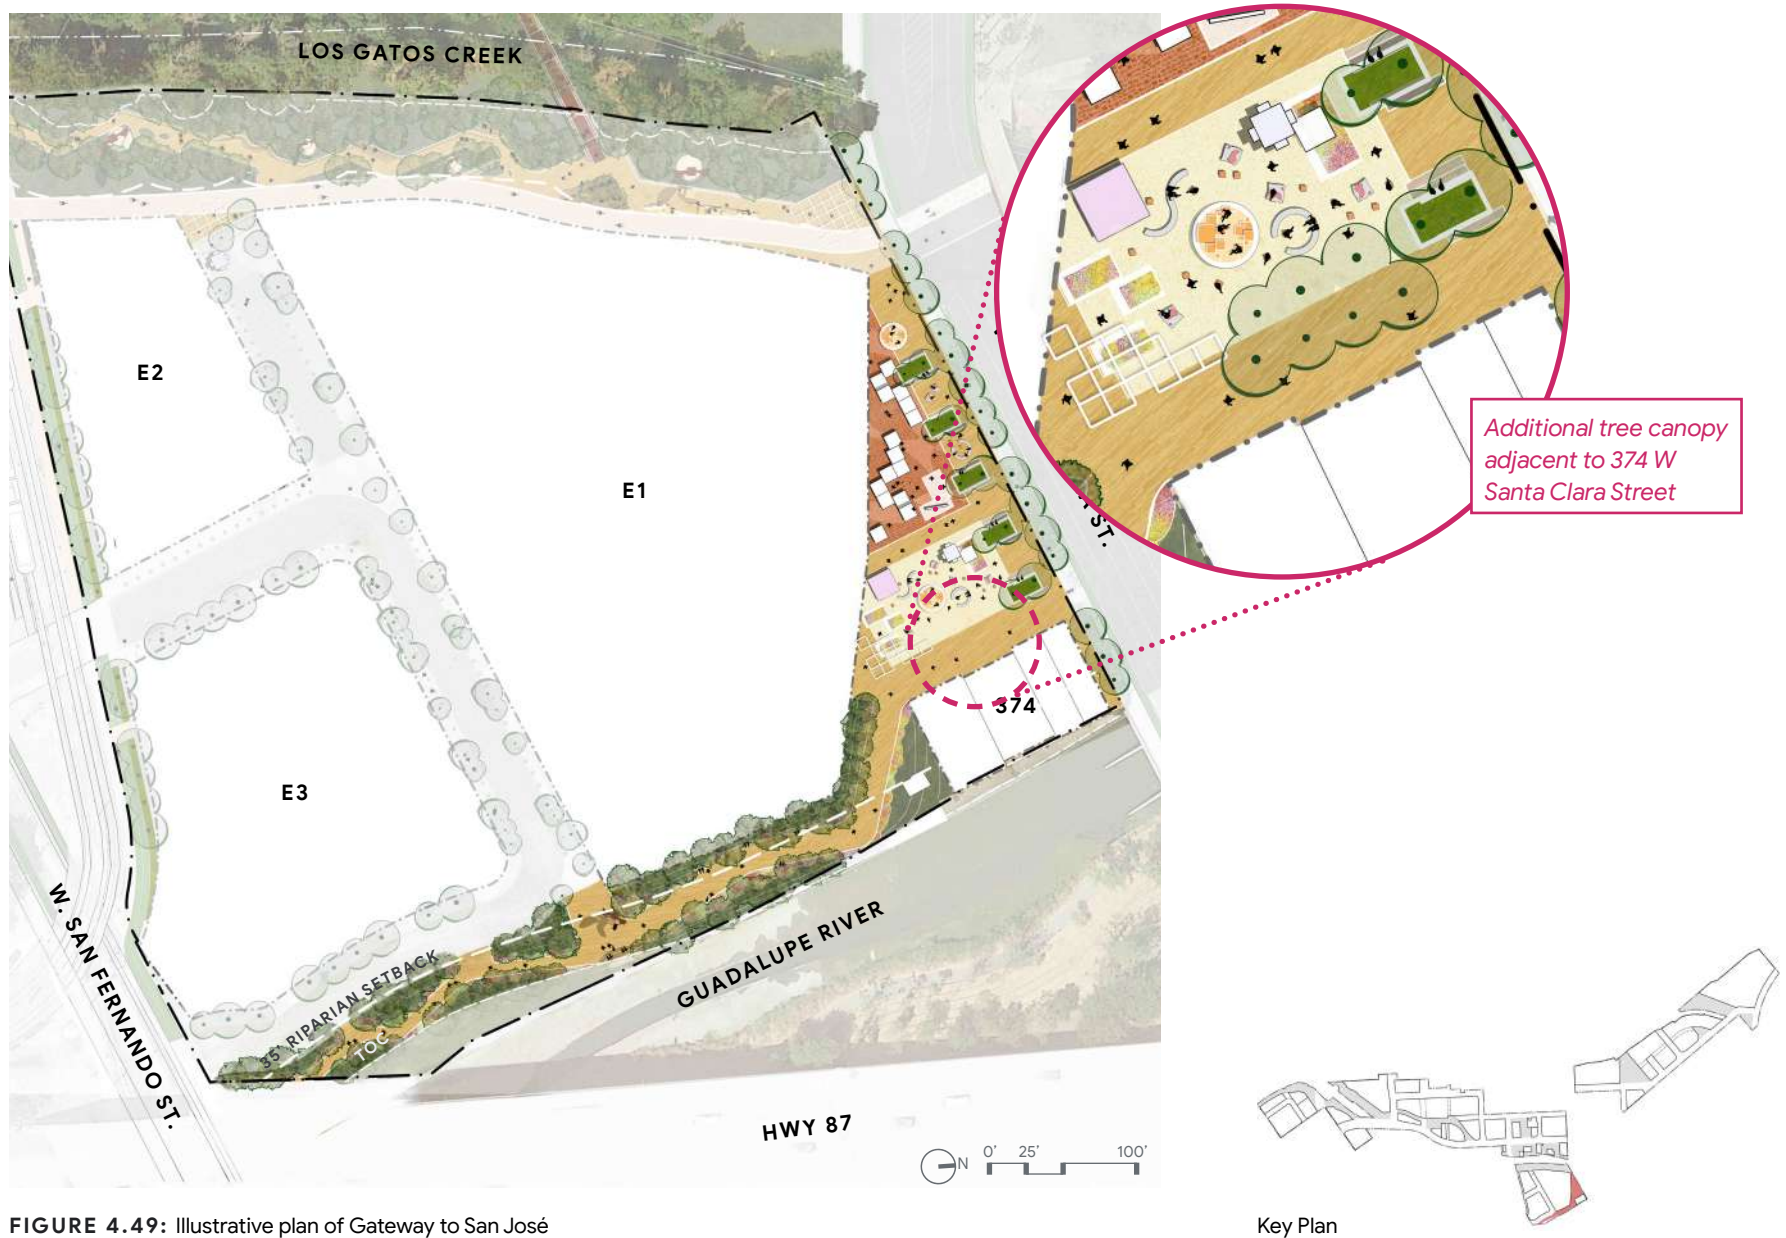 LOS GATOS CREEK
E2
E1
E3
374
ST.
Additional tree canopy
adjacent to 374 W
Santa Clara Street
W. SAN FERNANDO ST.
35' RIPARIAN SETBACK
TOC
GUADALUPE RIVER
HWY 87
N
0' 25' 100'
FIGURE 4.49: Illustrative plan of Gateway to San José
Key Plan